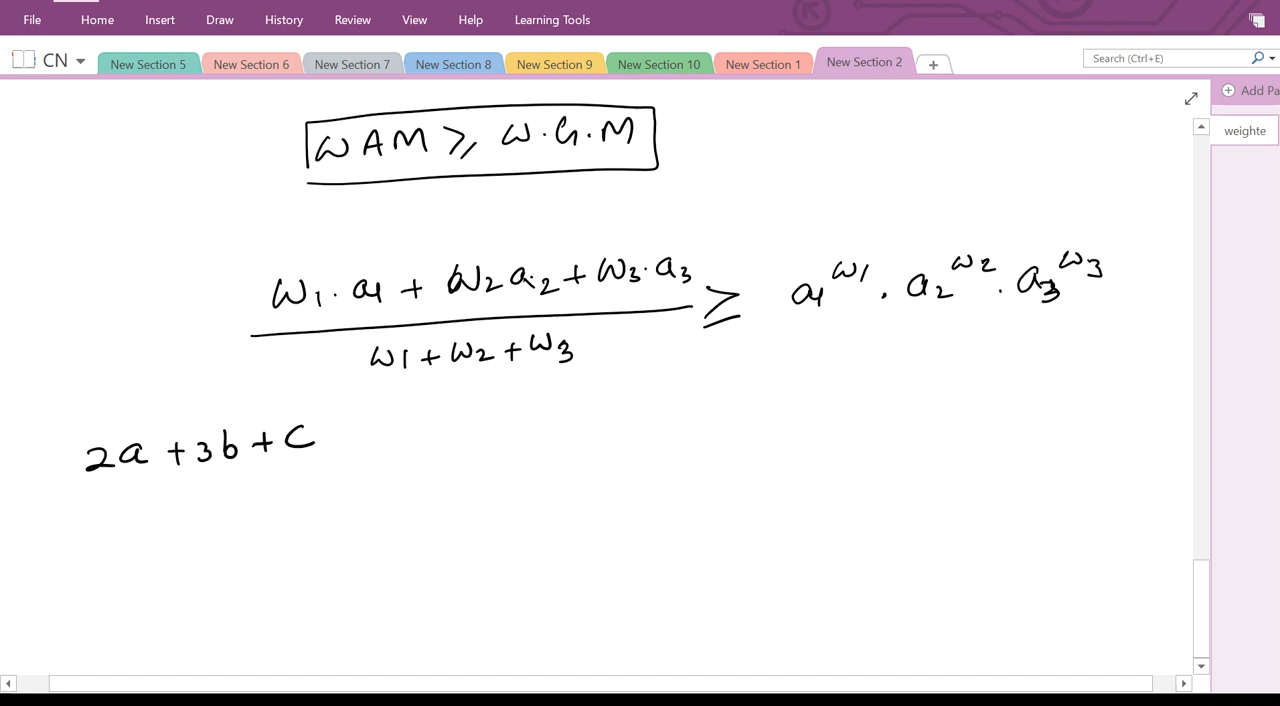 File Home Insert Draw History Review View Help Learning Tools
CN New Section 5 New Section 6 New Section 7 New Section 8 New Section 9 New Section 10 New Section 1 New Section 2 + Search (Ctrl+E)
Add Pa
weighte
WAM ≥ W.G.M
w1.a1 + w2a2 + w3.a3 ≥ a1^w1 . a2^w2 . a3^w3
w1 + w2 + w3
2a + 3b + c